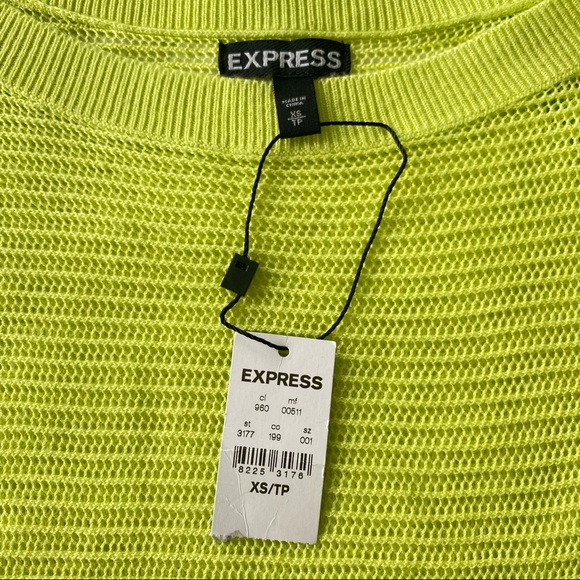 EXPRESS
MADE IN
CHINA
XS
TP
EXPRESS
cl mf
960 00511
st co sz
3177 199 001
8225 3176
XS/TP